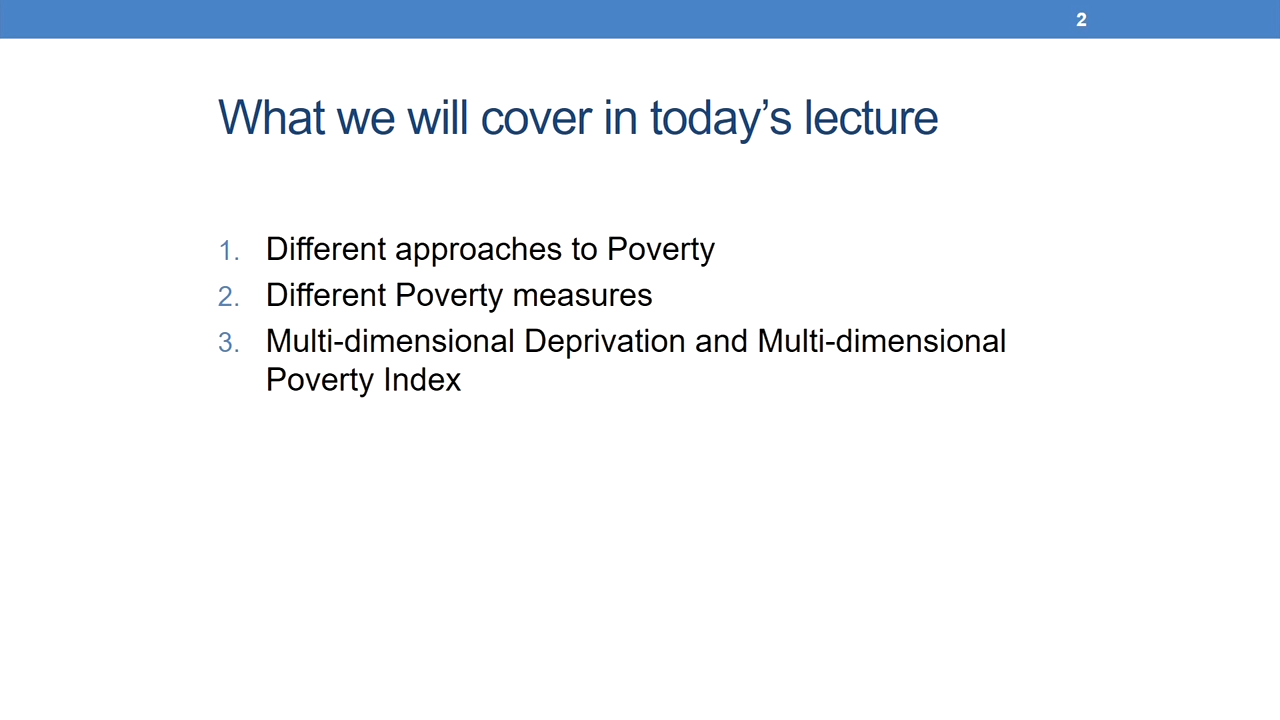 2
What we will cover in today’s lecture
1. Different approaches to Poverty
2. Different Poverty measures
3. Multi-dimensional Deprivation and Multi-dimensional
Poverty Index